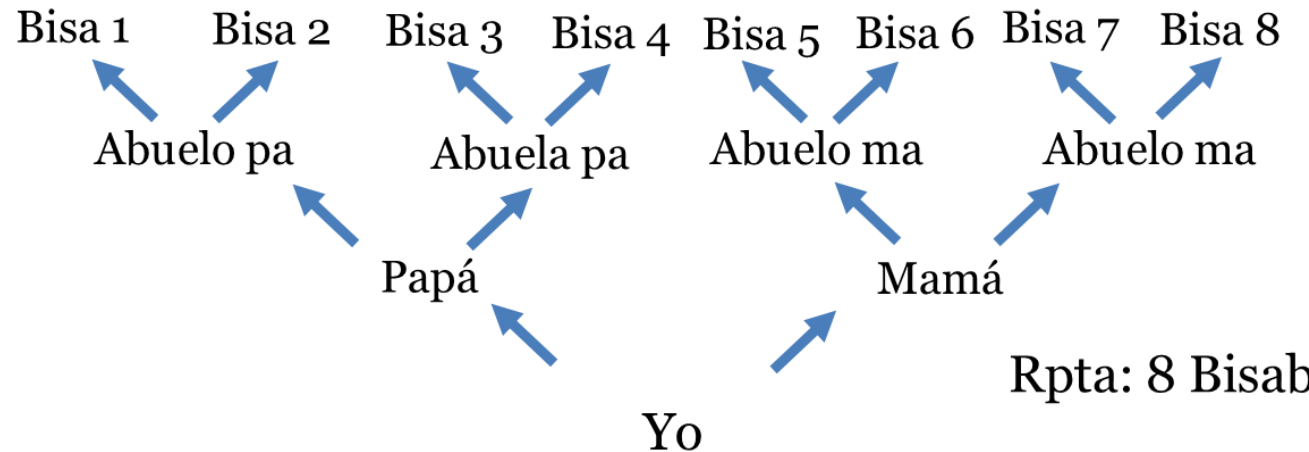 Bisa 1 Bisa 2 Bisa 3 Bisa 4 Bisa 5 Bisa 6 Bisa 7 Bisa 8
Abuelo pa Abuela pa Abuelo ma Abuelo ma
Papá Mamá
Rpta: 8 Bisab
Yo